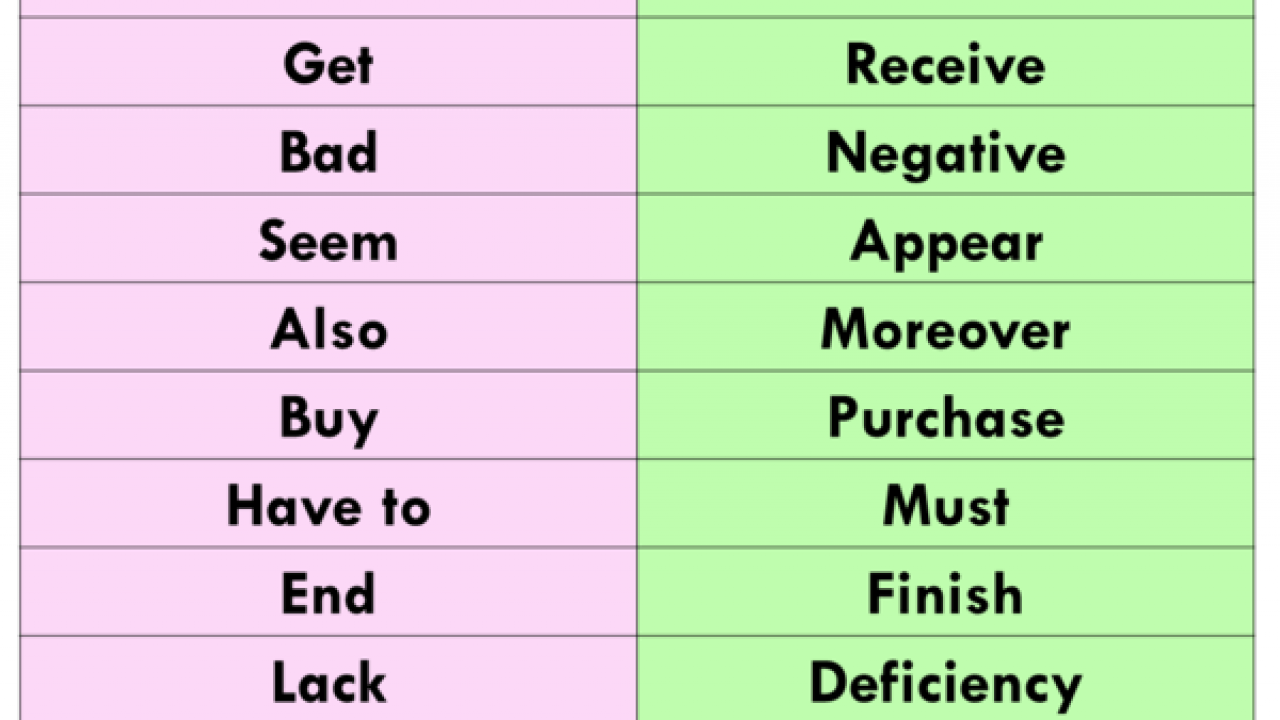 Get Receive
Bad Negative
Seem Appear
Also Moreover
Buy Purchase
Have to Must
End Finish
Lack Deficiency